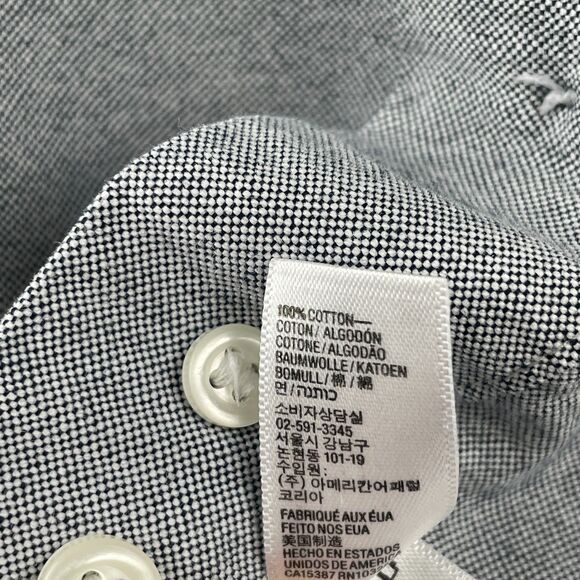 100% COTTON—
COTON / ALGODÓN
COTONE / ALGODÃO
BAUMWOLLE / KATOEN
BOMULL / 棉 / 綿
면 / כותנה
소비자상담실
02-591-3345
서울시 강남구
논현동 101-19
수입원 :
(주) 아메리칸어패럴
코리아
FABRIQUÉ AUX ÉUA
FEITO NOS EUA
美国制造
HECHO EN ESTADOS
UNIDOS DE AMERICA
CA15387 RN1033